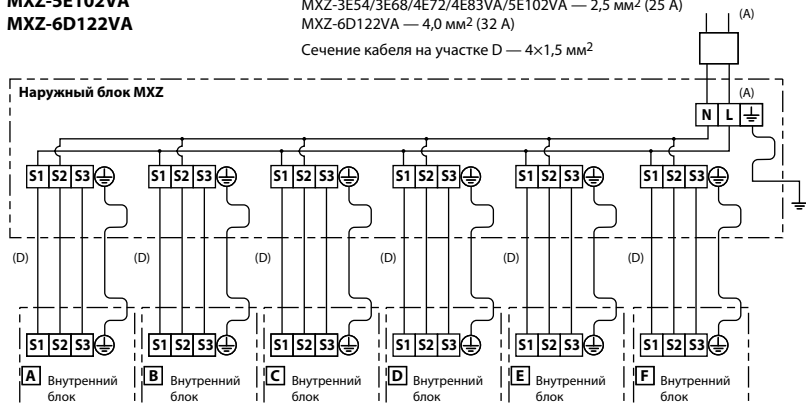 MXZ-5E102VA
MXZ-6D122VA
MXZ-3E54/3E68/4E72/4E83VA/5E102VA — 2,5 мм2 (25 А)
MXZ-6D122VA — 4,0 мм2 (32 А)
Сечение кабеля на участке D — 4×1,5 мм2
(A)
Наружный блок MXZ
(A)
N L
S1 S2 S3 S1 S2 S3 S1 S2 S3 S1 S2 S3 S1 S2 S3 S1 S2 S3
(D) (D) (D) (D) (D) (D)
S1 S2 S3 S1 S2 S3 S1 S2 S3 S1 S2 S3 S1 S2 S3 S1 S2 S3
A Внутренний B Внутренний C Внутренний D Внутренний E Внутренний F Внутренний
блок блок блок блок блок блок